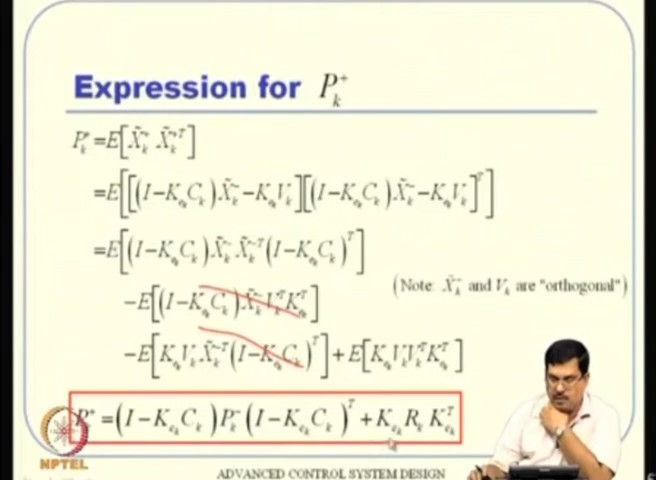 Expression for P_k^+
P_k^+ = E[X̃_k^+ X̃_k^{+T}]
= E[[(I−K_{e_k}C_k)X̃_k^-−K_{e_k}V_k][(I−K_{e_k}C_k)X̃_k^-−K_{e_k}V_k]^T]
= E[(I−K_{e_k}C_k)X̃_k^- X̃_k^{-T}(I−K_{e_k}C_k)^T]
−E[(I−K_{e_k}C_k)X̃_k^- V_k^T K_{e_k}^T]
(Note: X̃_k^- and V_k are "orthogonal")
−E[K_{e_k}V_k X̃_k^{-T}(I−K_{e_k}C_k)^T] + E[K_{e_k}V_k V_k^T K_{e_k}^T]
P_k^+ = (I−K_{e_k}C_k)P_k^-(I−K_{e_k}C_k)^T + K_{e_k}R_k K_{e_k}^T
NPTEL
ADVANCED CONTROL SYSTEM DESIGN
5